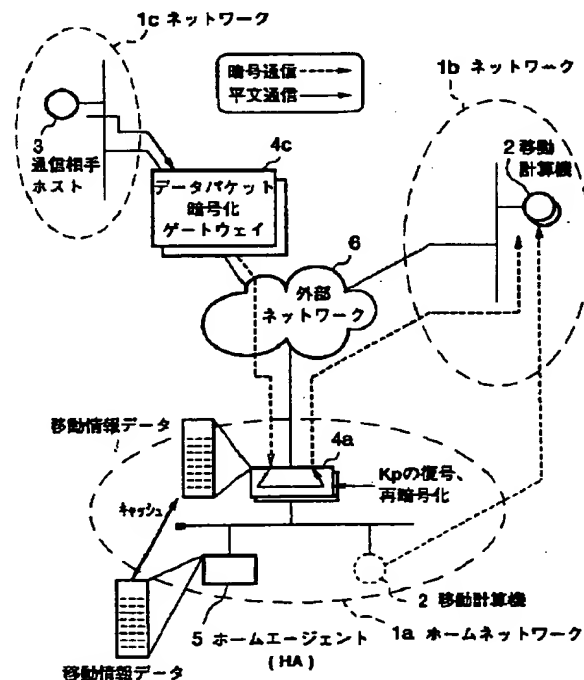 1c ネットワーク
暗号通信
平文通信
1b ネットワーク
3
通信相手
ホスト
4c
データパケット
暗号化
ゲートウェイ
2 移動
計算機
6
外部
ネットワーク
移動情報データ
4a
Kpの復号、
再暗号化
キャッシュ
5 ホームエージェント
(HA)
2 移動計算機
1a ホームネットワーク
移動情報データ